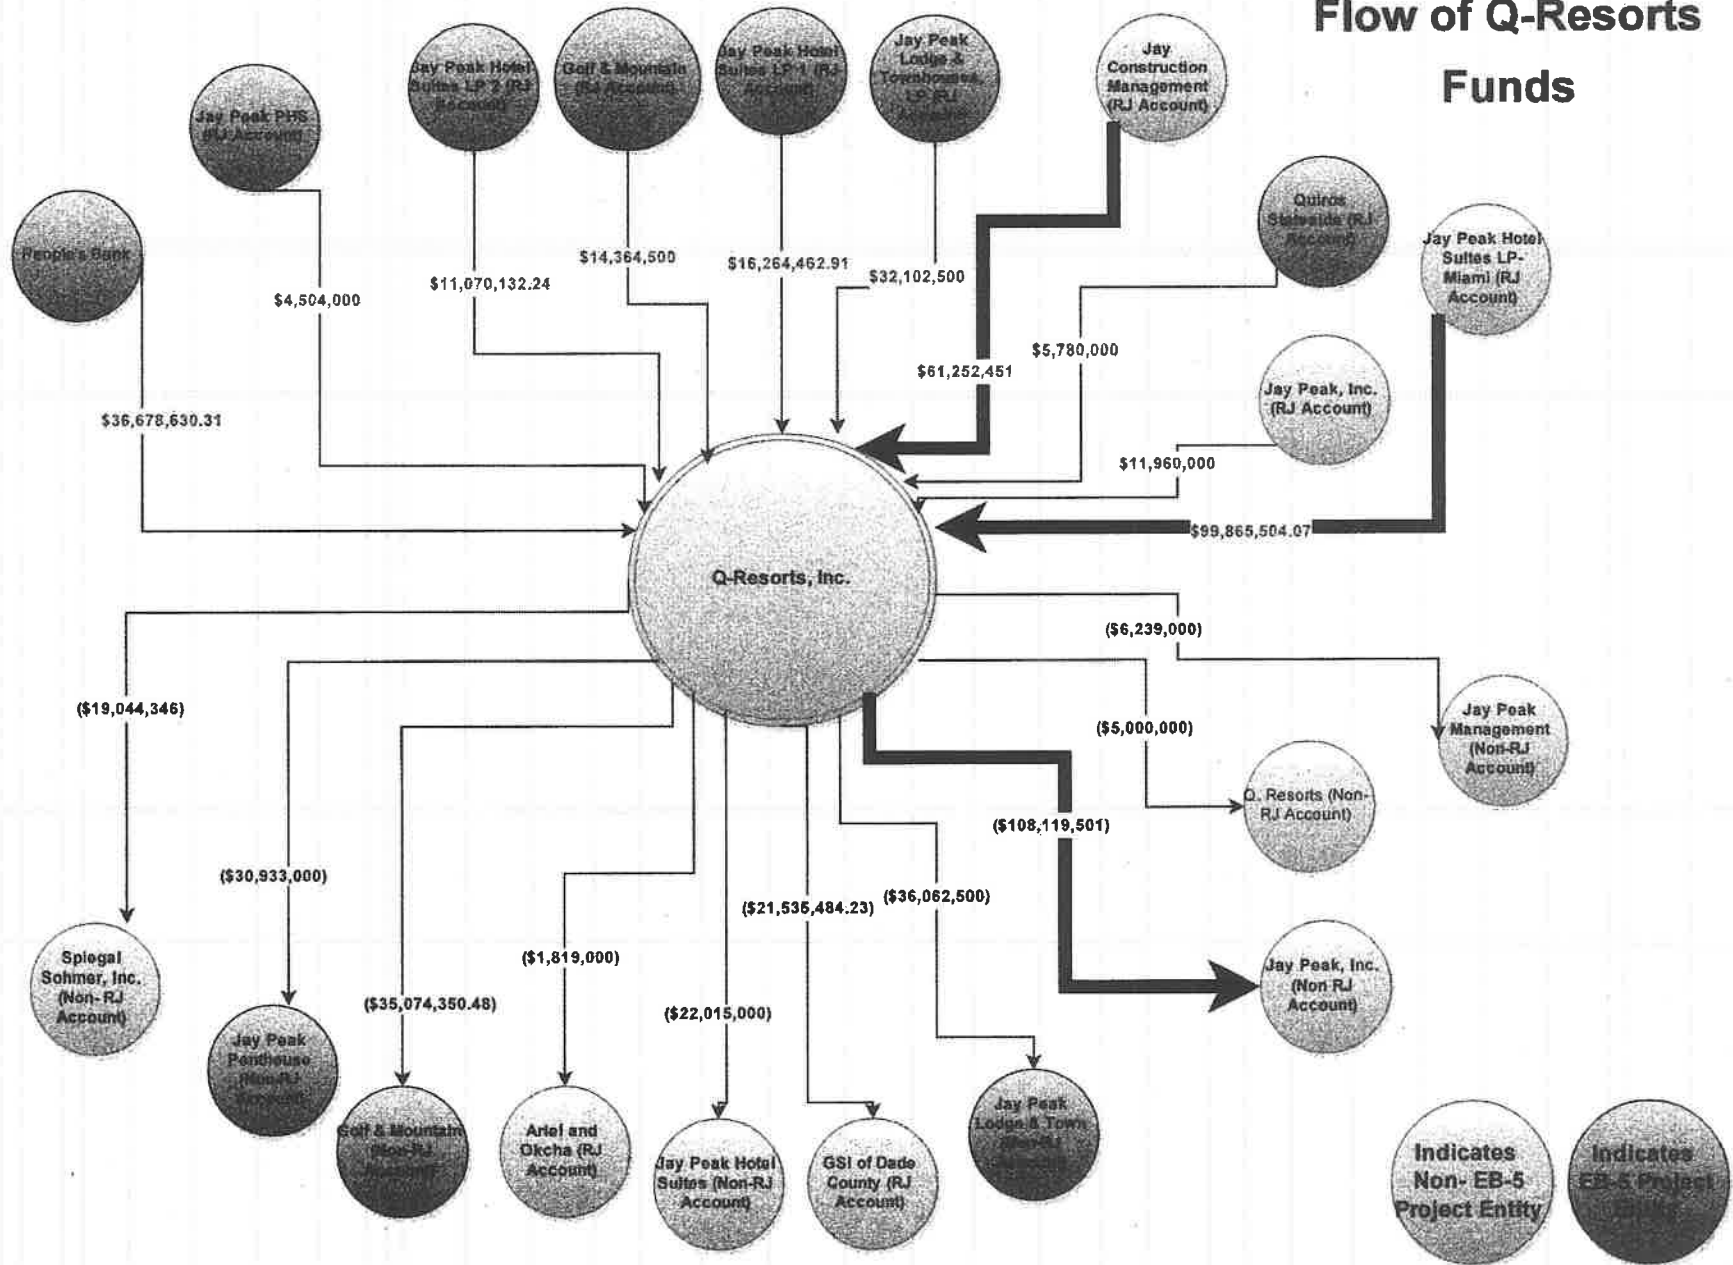 Flow of Q-Resorts
Funds
Jay Peak PHS
(RJ Account)
Jay Peak Hotel
Suites LP 2 (RJ
Account)
Golf & Mountain
(RJ Account)
Jay Peak Hotel
Suites LP 1 (RJ
Account)
Jay Peak
Lodge &
Townhouses,
LP (RJ
Account)
Jay
Construction
Management
(RJ Account)
People's Bank
Quiros
Stateside (RJ
Account)
Jay Peak Hotel
Suites LP-
Miami (RJ
Account)
Jay Peak, Inc.
(RJ Account)
$36,678,630.31
$4,504,000
$11,070,132.24
$14,364,500
$16,264,462.91
$32,102,500
$61,252,451
$5,780,000
$11,960,000
$99,865,504.07
Q-Resorts, Inc.
($19,044,346)
($30,933,000)
($35,074,350.48)
($1,819,000)
($22,015,000)
($21,535,484.23)
($36,062,500)
($108,119,501)
($5,000,000)
($6,239,000)
Spiegal
Sohmer, Inc.
(Non- RJ
Account)
Jay Peak
Penthouse
(Non-RJ
Account)
Golf & Mountain
(Non-RJ
Account)
Ariel and
Okcha (RJ
Account)
Jay Peak Hotel
Suites (Non-RJ
Account)
GSI of Dade
County (RJ
Account)
Jay Peak
Lodge & Town
(Non-RJ
Account)
Jay Peak, Inc.
(Non RJ
Account)
Q. Resorts (Non-
RJ Account)
Jay Peak
Management
(Non-RJ
Account)
Indicates
Non- EB-5
Project Entity
Indicates
EB-5 Project
Entity